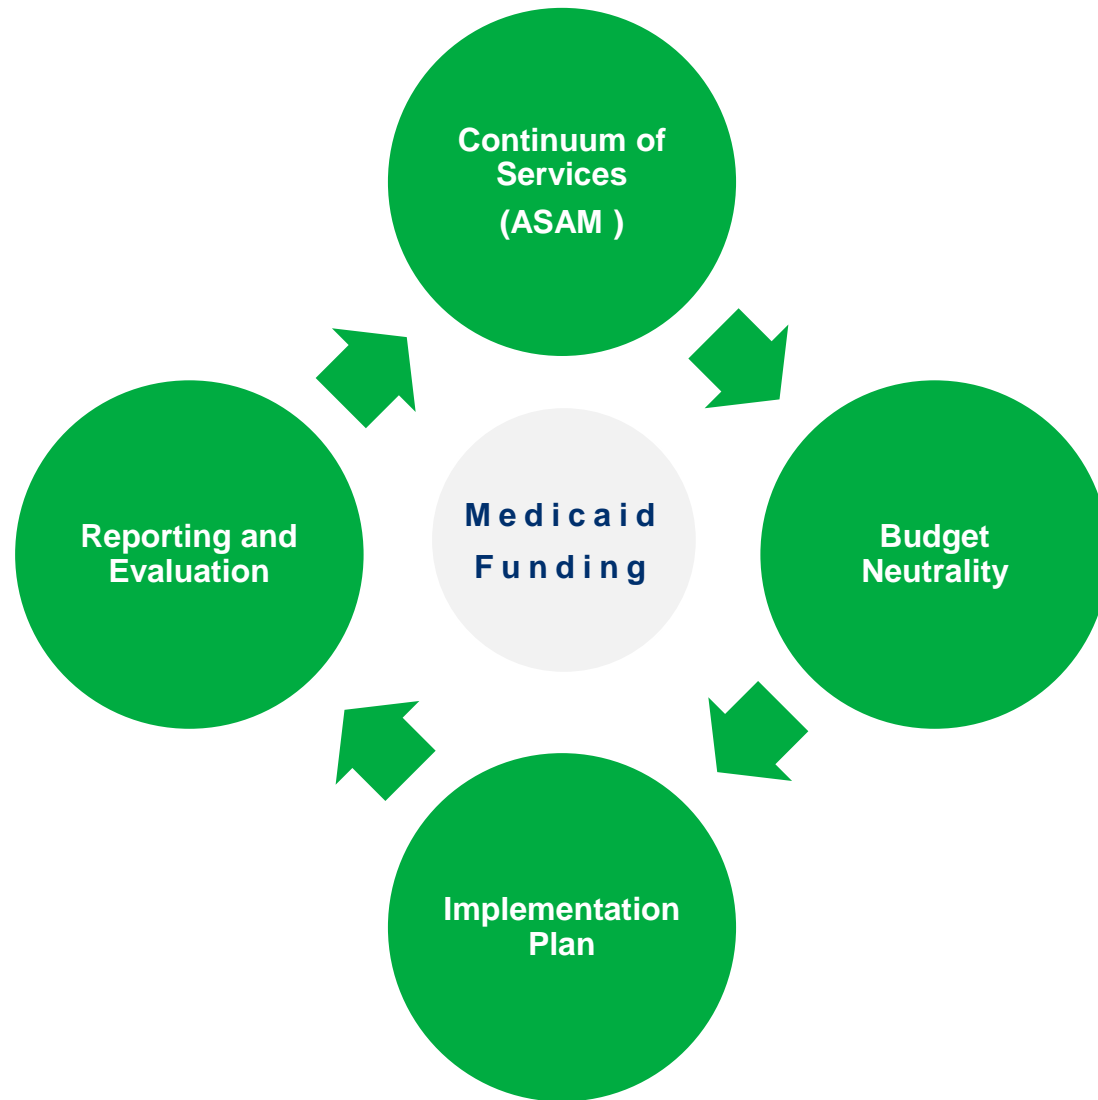 Continuum of
Services
(ASAM )
Medicaid
Funding
Reporting and
Evaluation
Budget
Neutrality
Implementation
Plan